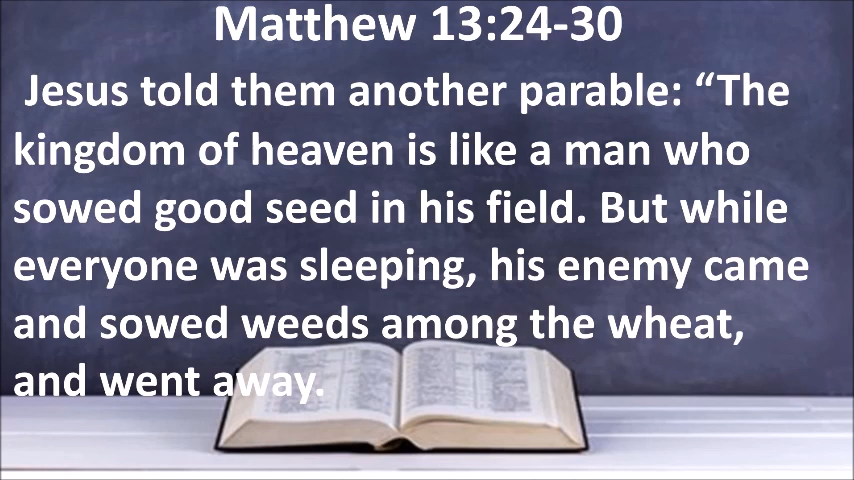 Matthew 13:24-30
Jesus told them another parable: “The
kingdom of heaven is like a man who
sowed good seed in his field. But while
everyone was sleeping, his enemy came
and sowed weeds among the wheat,
and went away.